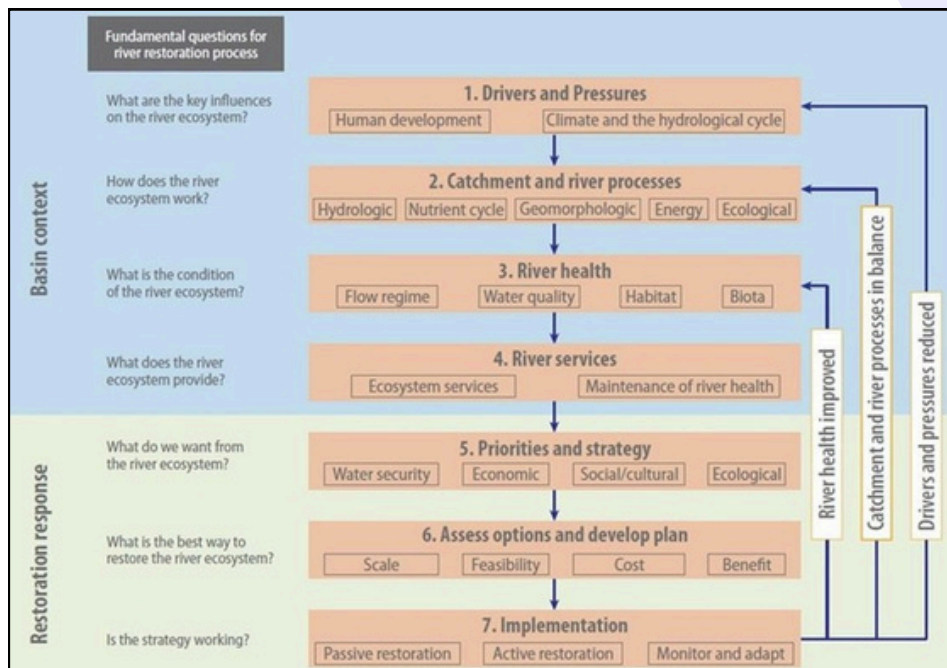 Fundamental questions for
river restoration process
Basin context
What are the key influences
on the river ecosystem?
1. Drivers and Pressures
Human development
Climate and the hydrological cycle
How does the river
ecosystem work?
2. Catchment and river processes
Hydrologic
Nutrient cycle
Geomorphologic
Energy
Ecological
What is the condition
of the river ecosystem?
3. River health
Flow regime
Water quality
Habitat
Biota
What does the river
ecosystem provide?
4. River services
Ecosystem services
Maintenance of river health
Restoration response
What do we want from
the river ecosystem?
5. Priorities and strategy
Water security
Economic
Social/cultural
Ecological
What is the best way to
restore the river ecosystem?
6. Assess options and develop plan
Scale
Feasibility
Cost
Benefit
Is the strategy working?
7. Implementation
Passive restoration
Active restoration
Monitor and adapt
River health improved
Catchment and river processes in balance
Drivers and pressures reduced